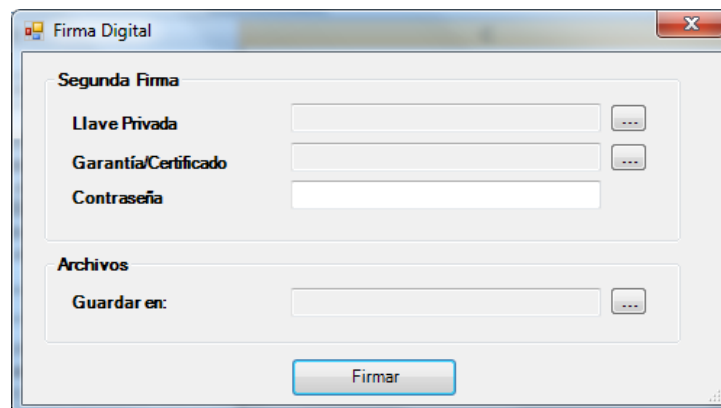 Firma Digital
Segunda Firma
Llave Privada
...
Garantía/Certificado
...
Contraseña
Archivos
Guardar en:
...
Firmar